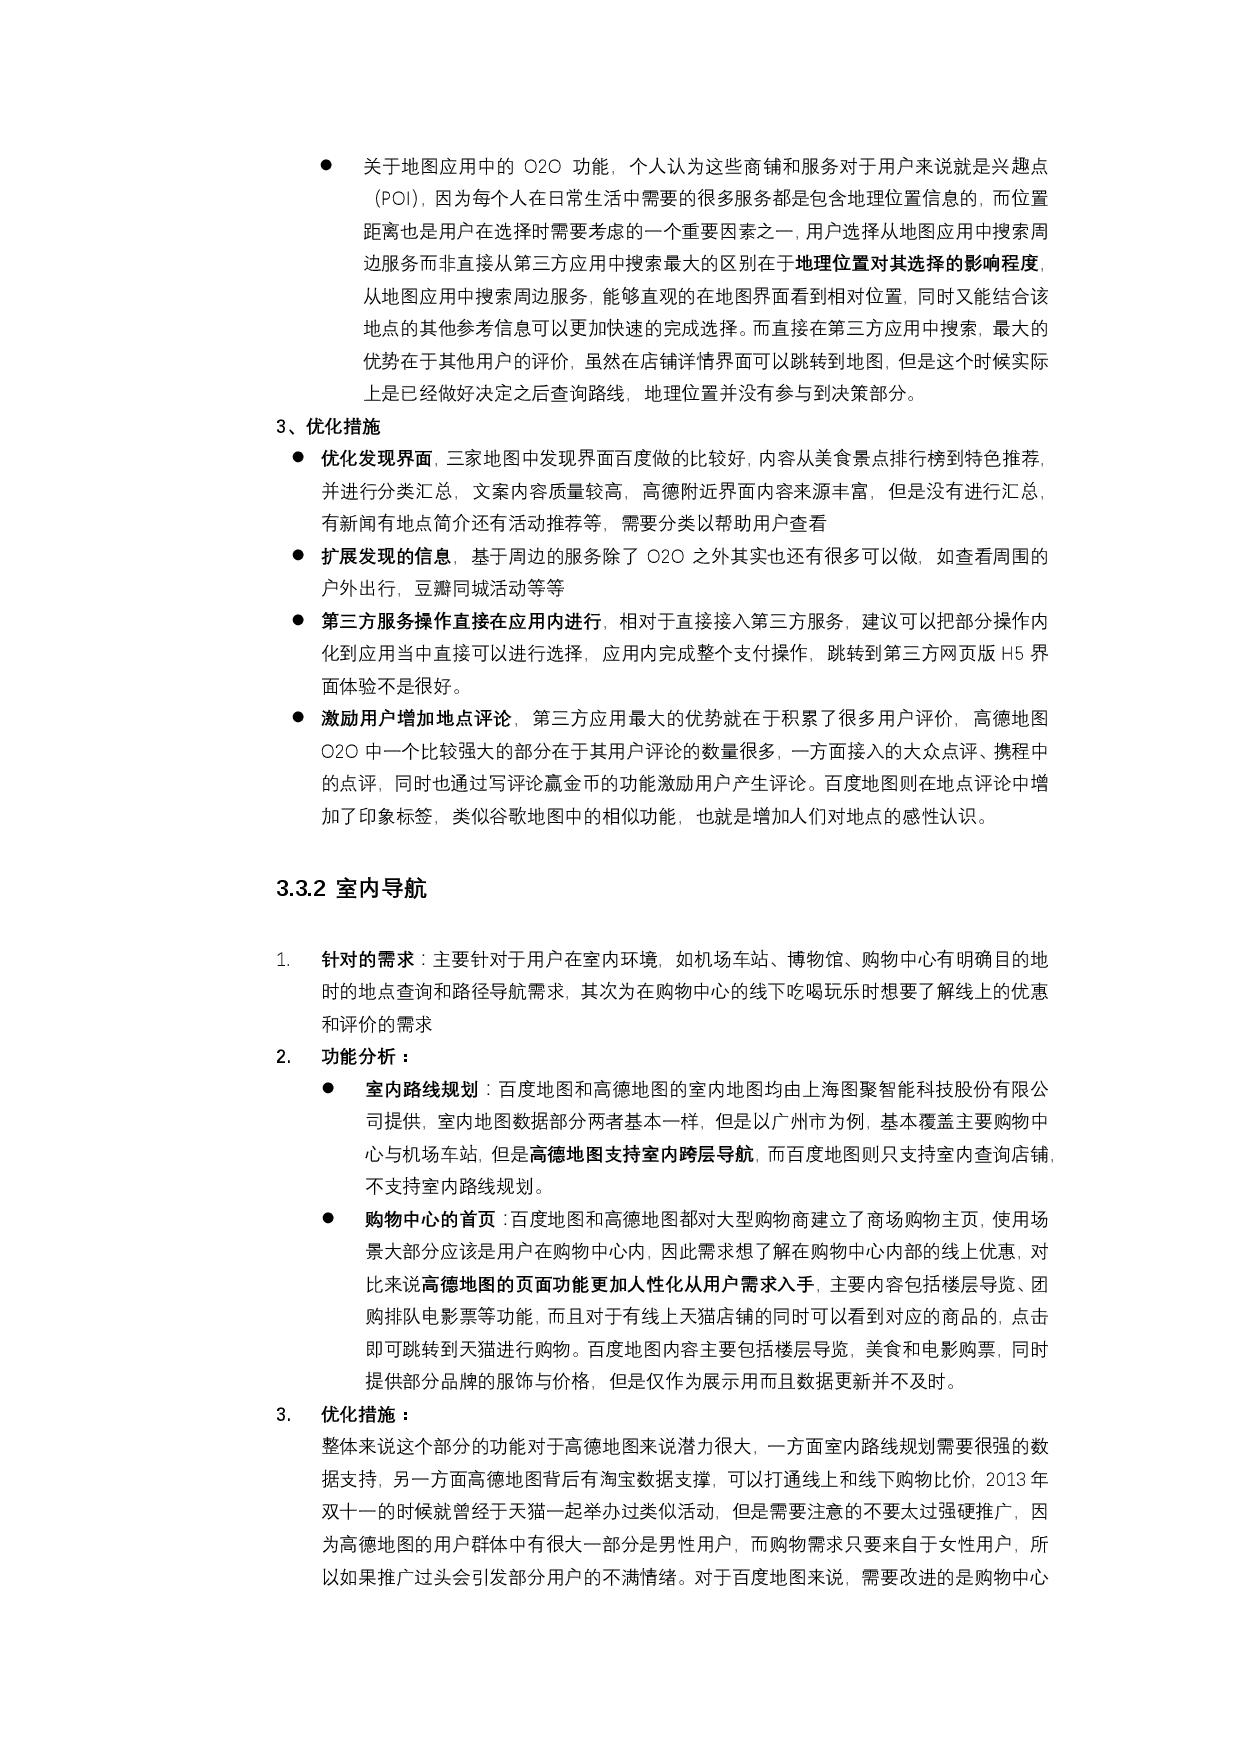 ● 关于地图应用中的 O2O 功能，个人认为这些商铺和服务对于用户来说就是兴趣点
（POI），因为每个人在日常生活中需要的很多服务都是包含地理位置信息的，而位置
距离也是用户在选择时需要考虑的一个重要因素之一，用户选择从地图应用中搜索周
边服务而非直接从第三方应用中搜索最大的区别在于地理位置对其选择的影响程度，
从地图应用中搜索周边服务，能够直观的在地图界面看到相对位置，同时又能结合该
地点的其他参考信息可以更加快速的完成选择。而直接在第三方应用中搜索，最大的
优势在于其他用户的评价，虽然在店铺详情界面可以跳转到地图，但是这个时候实际
上是已经做好决定之后查询路线，地理位置并没有参与到决策部分。
3、优化措施
● 优化发现界面，三家地图中发现界面百度做的比较好，内容从美食景点排行榜到特色推荐，
并进行分类汇总，文案内容质量较高，高德附近界面内容来源丰富，但是没有进行汇总，
有新闻有地点简介还有活动推荐等，需要分类以帮助用户查看
● 扩展发现的信息，基于周边的服务除了 O2O 之外其实也还有很多可以做，如查看周围的
户外出行，豆瓣同城活动等等
● 第三方服务操作直接在应用内进行，相对于直接接入第三方服务，建议可以把部分操作内
化到应用当中直接可以进行选择，应用内完成整个支付操作，跳转到第三方网页版 H5 界
面体验不是很好。
● 激励用户增加地点评论，第三方应用最大的优势就在于积累了很多用户评价，高德地图
O2O 中一个比较强大的部分在于其用户评论的数量很多，一方面接入的大众点评、携程中
的点评，同时也通过写评论赢金币的功能激励用户产生评论。百度地图则在地点评论中增
加了印象标签，类似谷歌地图中的相似功能，也就是增加人们对地点的感性认识。
3.3.2 室内导航
1. 针对的需求：主要针对于用户在室内环境，如机场车站、博物馆、购物中心有明确目的地
时的地点查询和路径导航需求，其次为在购物中心的线下吃喝玩乐时想要了解线上的优惠
和评价的需求
2. 功能分析：
● 室内路线规划：百度地图和高德地图的室内地图均由上海图聚智能科技股份有限公
司提供，室内地图数据部分两者基本一样，但是以广州市为例，基本覆盖主要购物中
心与机场车站，但是高德地图支持室内跨层导航，而百度地图则只支持室内查询店铺，
不支持室内路线规划。
● 购物中心的首页：百度地图和高德地图都对大型购物商建立了商场购物主页，使用场
景大部分应该是用户在购物中心内，因此需求想了解在购物中心内部的线上优惠，对
比来说高德地图的页面功能更加人性化从用户需求入手，主要内容包括楼层导览、团
购排队电影票等功能，而且对于有线上天猫店铺的同时可以看到对应的商品的，点击
即可跳转到天猫进行购物。百度地图内容主要包括楼层导览，美食和电影购票，同时
提供部分品牌的服饰与价格，但是仅作为展示用而且数据更新并不及时。
3. 优化措施：
整体来说这个部分的功能对于高德地图来说潜力很大，一方面室内路线规划需要很强的数
据支持，另一方面高德地图背后有淘宝数据支撑，可以打通线上和线下购物比价，2013 年
双十一的时候就曾经于天猫一起举办过类似活动，但是需要注意的不要太过强硬推广，因
为高德地图的用户群体中有很大一部分是男性用户，而购物需求只要来自于女性用户，所
以如果推广过头会引发部分用户的不满情绪。对于百度地图来说，需要改进的是购物中心